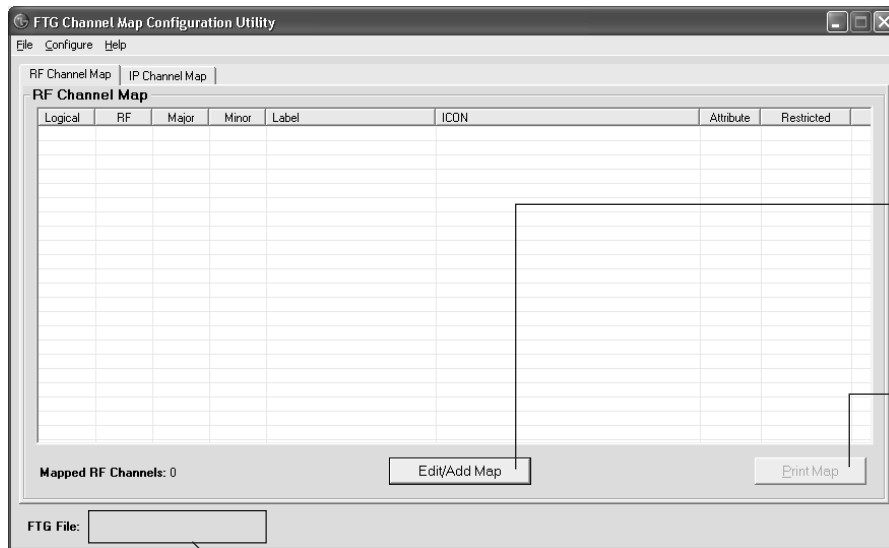 FTG Channel Map Configuration Utility
File Configure Help
RF Channel Map IP Channel Map
RF Channel Map
Logical RF Major Minor Label ICON Attribute Restricted
Mapped RF Channels: 0 Edit/Add Map Print Map
FTG File: